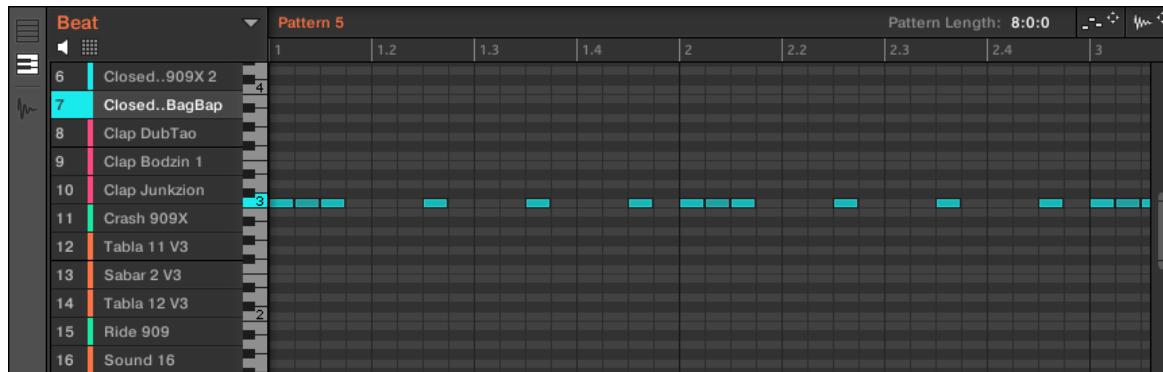 Beat
Pattern 5
Pattern Length: 8:0:0
1 1.2 1.3 1.4 2 2.2 2.3 2.4 3
6 Closed..909X 2
4
7 Closed..BagBap
8 Clap DubTao
9 Clap Bodzin 1
10 Clap Junkzion
3
11 Crash 909X
12 Tabla 11 V3
13 Sabar 2 V3
14 Tabla 12 V3
2
15 Ride 909
16 Sound 16